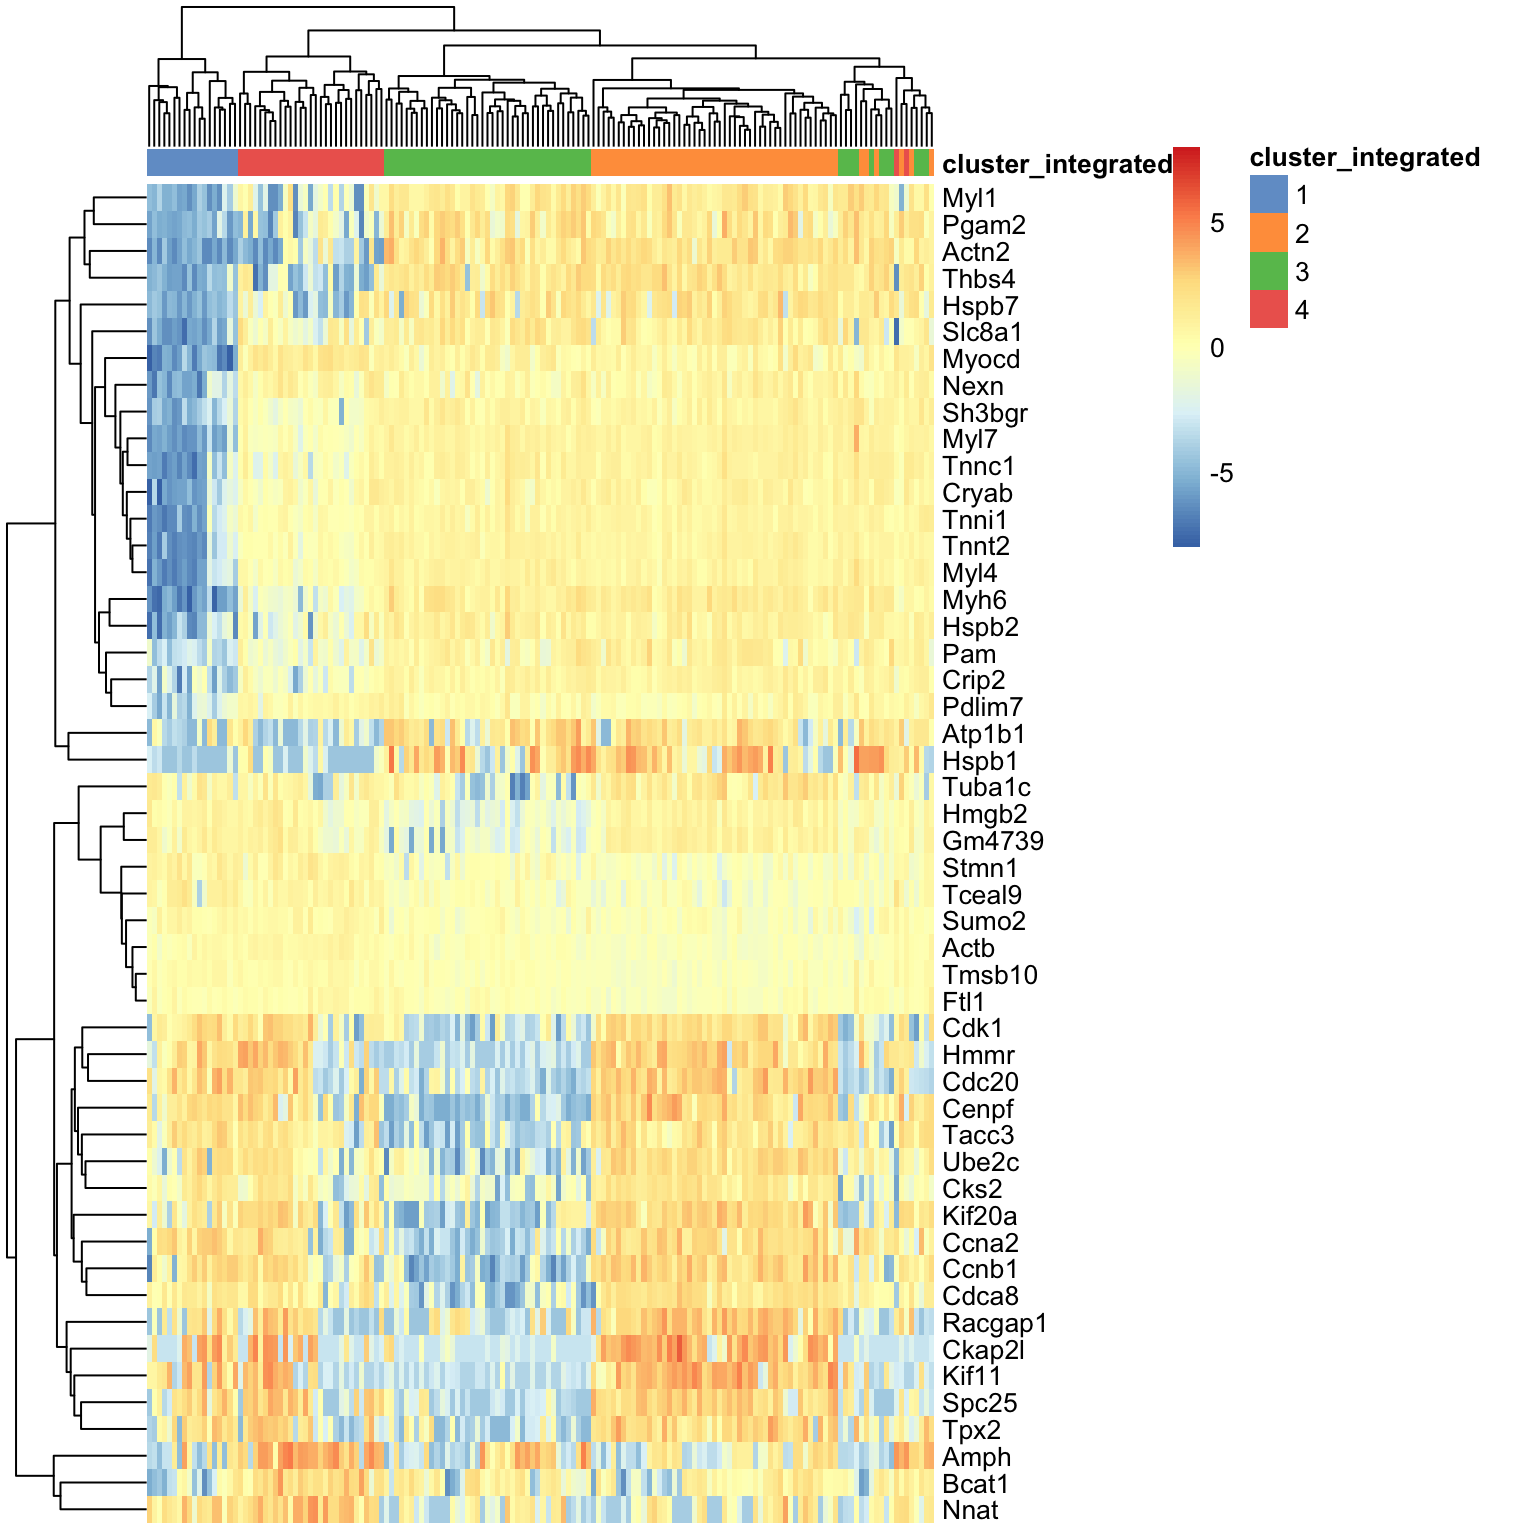 cluster_integrated
cluster_integrated
1
2
3
4
5
0
-5
Myl1
Pgam2
Actn2
Thbs4
Hspb7
Slc8a1
Myocd
Nexn
Sh3bgr
Myl7
Tnnc1
Cryab
Tnni1
Tnnt2
Myl4
Myh6
Hspb2
Pam
Crip2
Pdlim7
Atp1b1
Hspb1
Tuba1c
Hmgb2
Gm4739
Stmn1
Tceal9
Sumo2
Actb
Tmsb10
Ftl1
Cdk1
Hmmr
Cdc20
Cenpf
Tacc3
Ube2c
Cks2
Kif20a
Ccna2
Ccnb1
Cdca8
Racgap1
Ckap2l
Kif11
Spc25
Tpx2
Amph
Bcat1
Nnat